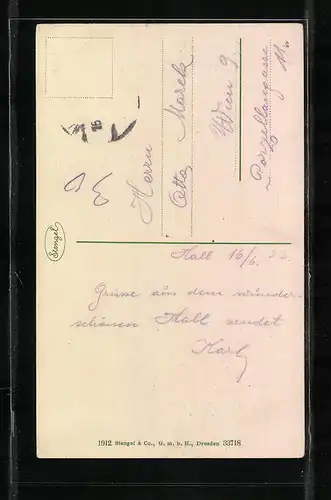 Herrn
Otto Marek
Wien 9
Porzellangasse
Stengel
Hall 16/6.
Grüsse aus dem wunder-
schönen Hall sendet
Karl
1912 Stengel & Co., G. m. b. H., Dresden 33718